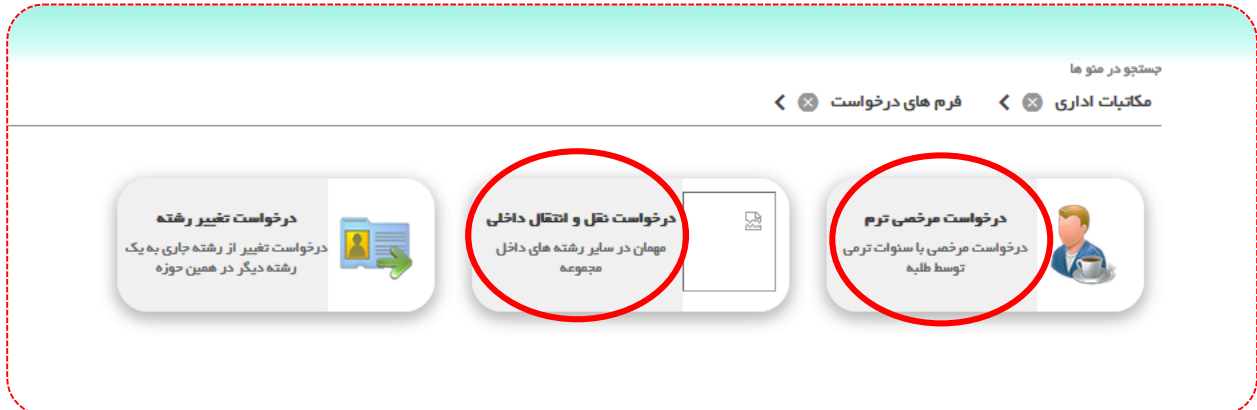 جستجو در منو ها
مکاتبات اداری
فرم های درخواست
درخواست مرخصی ترم
درخواست مرخصی با سنوات ترمی
توسط طلبه
درخواست نقل و انتقال داخلی
مهمان در سایر رشته های داخل
مجموعه
درخواست تغییر رشته
درخواست تغییر از رشته جاری به یک
رشته دیگر در همین حوزه